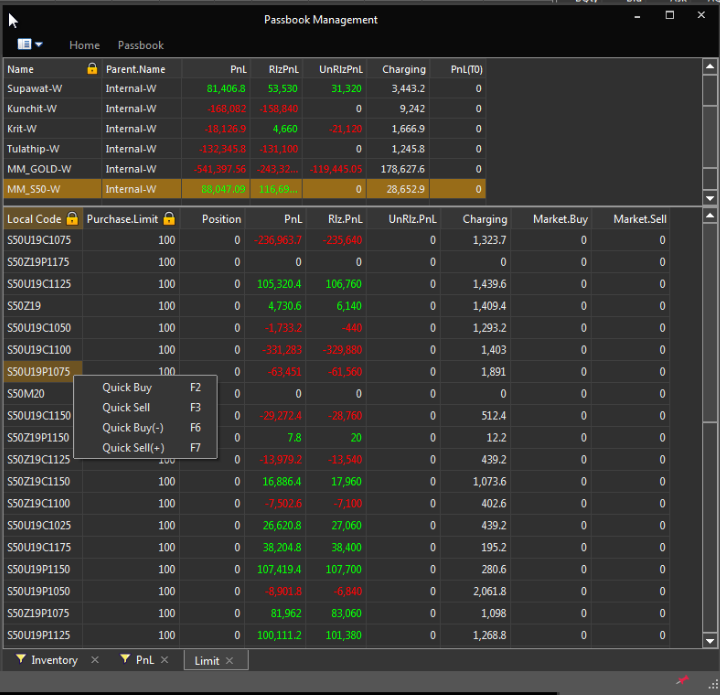 Passbook Management
Home Passbook
Name Parent.Name PnL RlzPnL UnRlzPnL Charging PnL(T0)
Supawat-W Internal-W 81,406.8 53,530 31,320 3,443.2 0
Kunchit-W Internal-W -168,082 -158,840 0 9,242 0
Krit-W Internal-W -18,126.9 4,660 -21,120 1,666.9 0
Tulathip-W Internal-W -132,345.8 -131,100 0 1,245.8 0
MM_GOLD-W Internal-W -541,397.56 -243,32... -119,445.05 178,627.6 0
MM_S50-W Internal-W 88,047.09 116,69... 0 28,652.9 0
Local Code Purchase.Limit Position PnL Rlz.PnL UnRlz.PnL Charging Market.Buy Market.Sell
S50U19C1075 100 0 -236,963.7 -235,640 0 1,323.7 0 0
S50Z19P1175 100 0 0 0 0 0 0 0
S50U19C1125 100 0 105,320.4 106,760 0 1,439.6 0 0
S50Z19 100 0 4,730.6 6,140 0 1,409.4 0 0
S50U19C1050 100 0 -1,733.2 -440 0 1,293.2 0 0
S50U19C1100 100 0 -331,283 -329,880 0 1,403 0 0
S50U19P1075 100 0 -63,451 -61,560 0 1,891 0 0
Quick Buy F2
S50M20 0 0 0 0 0 0 0
Quick Sell F3
S50U19C1150 0 -29,272.4 -28,760 0 512.4 0 0
Quick Buy(-) F6
S50Z19P1150 0 7.8 20 0 12.2 0 0
Quick Sell(+) F7
S50Z19C1125 100 0 -13,979.2 -13,540 0 439.2 0 0
S50Z19C1150 100 0 16,886.4 17,960 0 1,073.6 0 0
S50Z19C1100 100 0 -7,502.6 -7,100 0 402.6 0 0
S50U19C1025 100 0 26,620.8 27,060 0 439.2 0 0
S50U19C1175 100 0 38,204.8 38,400 0 195.2 0 0
S50U19P1150 100 0 107,419.4 107,700 0 280.6 0 0
S50U19P1050 100 0 -8,901.8 -6,840 0 2,061.8 0 0
S50Z19P1075 100 0 81,962 83,060 0 1,098 0 0
S50U19P1125 100 0 100,111.2 101,380 0 1,268.8 0 0
Inventory PnL Limit